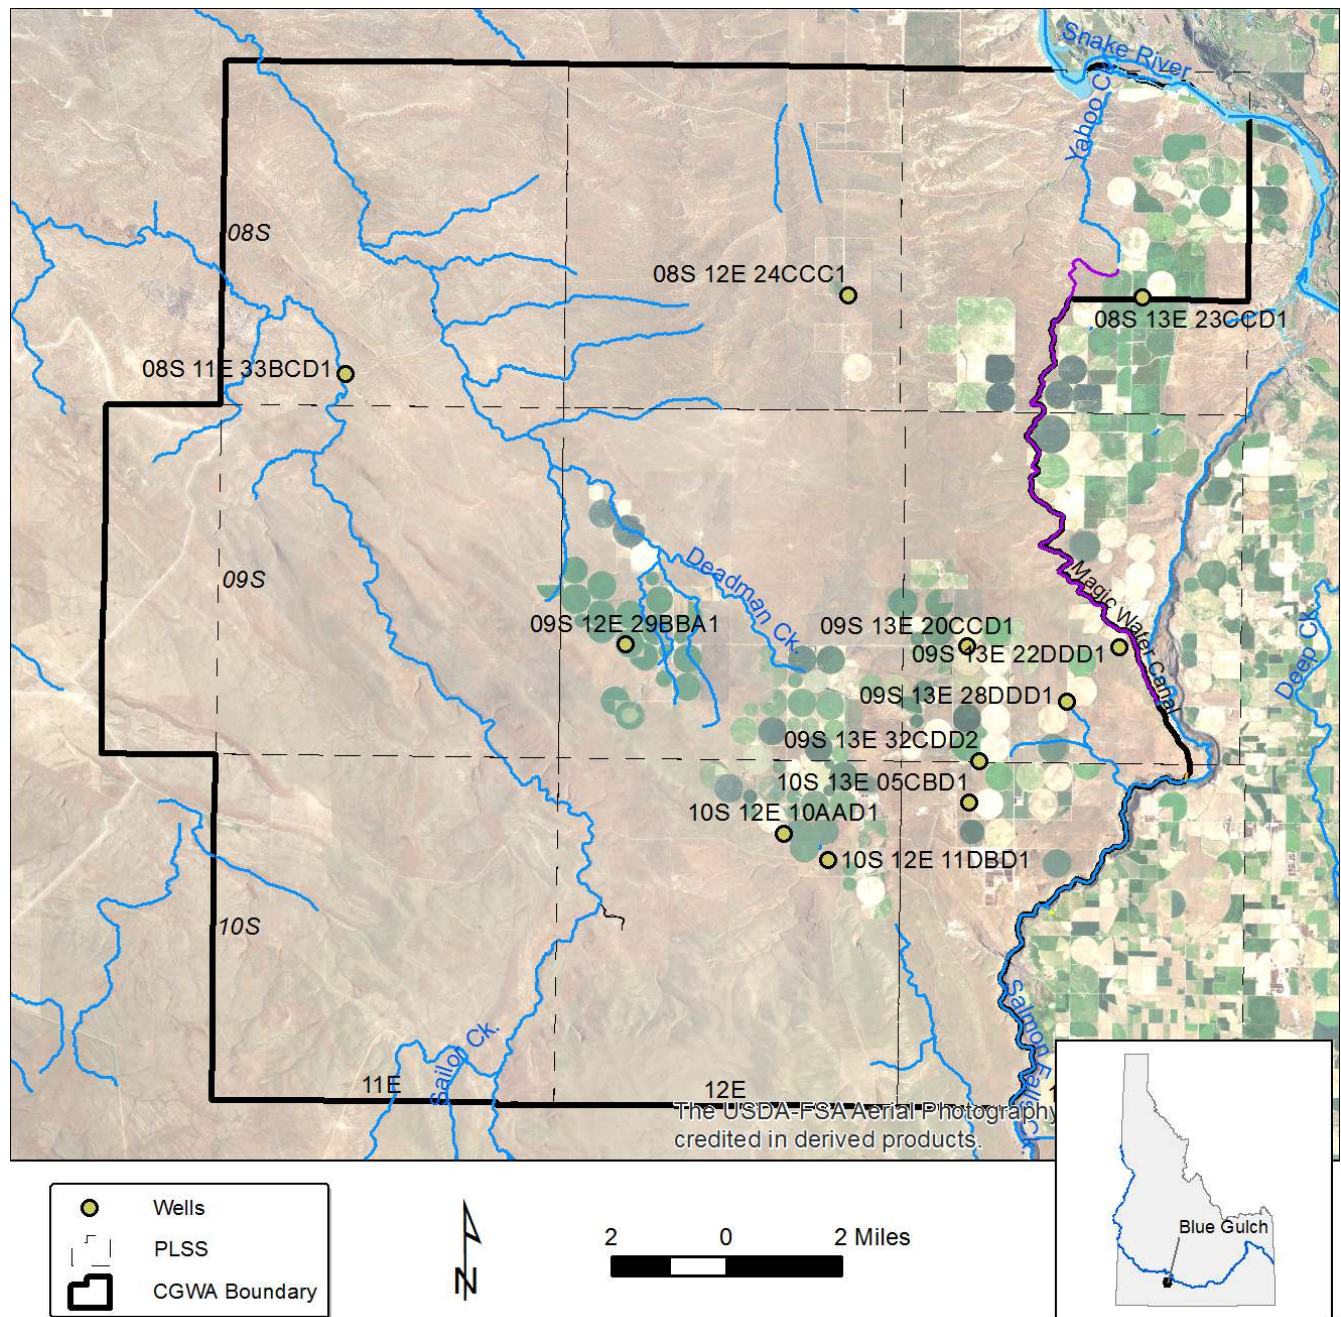 Snake River
Yahoo Ck.
08S
08S 12E 24CCC1
08S 13E 23CCD1
08S 11E 33BCD1
09S
Deadman Ck.
Magic Water Canal
Deep Ck.
09S 12E 29BBA1
09S 13E 20CCD1
09S 13E 22DDD1
09S 13E 28DDD1
09S 13E 32CDD2
10S 13E 05CBD1
10S 12E 10AAD1
10S 12E 11DBD1
10S
Salmon Falls Ck.
Sailor Ck.
11E
12E
The USDA-FSA Aerial Photography
credited in derived products.
Wells
PLSS
CGWA Boundary
N
2 0 2 Miles
Blue Gulch